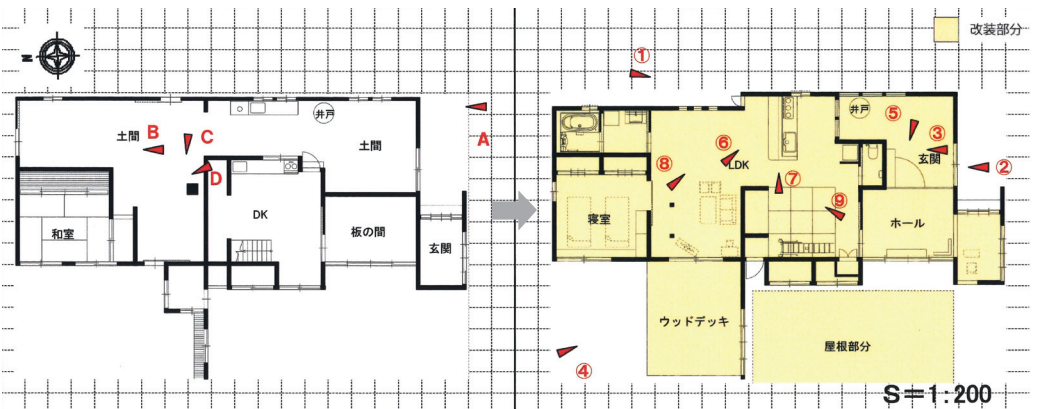 改装部分
N
土間
B
C
井戸
土間
A
D
DK
和室
板の間
玄関
①
井戸
⑤
③
玄関
②
⑥
LDK
⑧
⑦
⑨
寝室
ホール
ウッドデッキ
④
屋根部分
S=1:200